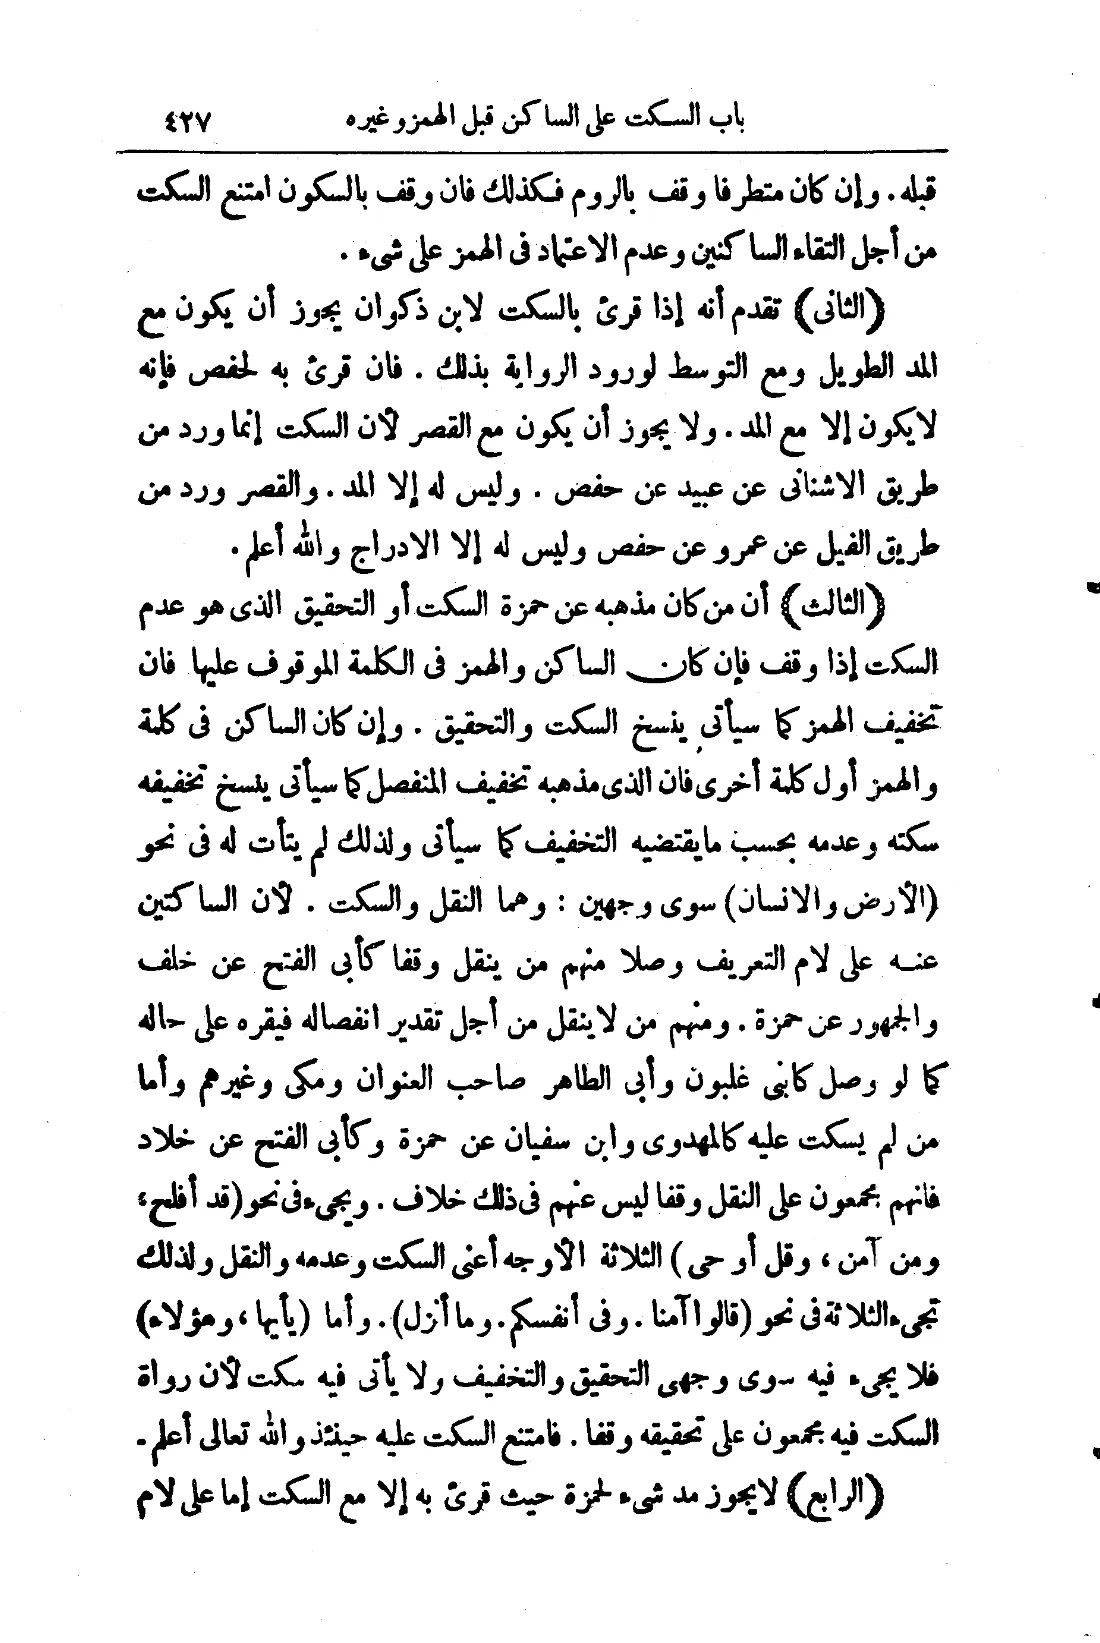 باب السكت على الساكن قبل الهمز وغيره ٤٢٧
قبله. وإن كان متطرفا وقف بالروم فكذلك فان وقف بالسكون امتنع السكت
من أجل التقاء الساكنين وعدم الاعتماد فى الهمز على شىء .
(الثانى) تقدم أنه إذا قرئ بالسكت لابن ذكوان يجوز أن يكون مع
المد الطويل ومع التوسط لورود الرواية بذلك . فان قرئ به لحفص فإنه
لايكون إلا مع المد. ولا يجوز أن يكون مع القصر لأن السكت إنما ورد من
طريق الاشنانى عن عبيد عن حفص . وليس له إلا المد. والقصر ورد من
طريق الفيل عن عمرو عن حفص وليس له إلا الادراج والله أعلم.
(الثالث) أن من كان مذهبه عن حمزة السكت أو التحقيق الذى هو عدم
السكت إذا وقف فإن كان الساكن والهمز فى الكلمة الموقوف عليها فان
تخفيف الهمز كما سيأتى ينسخ السكت والتحقيق . وإن كان الساكن فى كلمة
والهمز أول كلمة أخرى فان الذى مذهبه تخفيف المنفصل كما سيأتى ينسخ تخفيفه
سكته وعدمه بحسب مايقتضيه التخفيف كما سيأتى ولذلك لم يتأت له فى نحو
(الأرض والانسان) سوى وجهين : وهما النقل والسكت . لأن الساكتين
عنه على لام التعريف وصلا منهم من ينقل وقفا كأبى الفتح عن خلف
والجمهور عن حمزة . ومنهم من لاينقل من أجل تقدير انفصاله فيقره على حاله
كما لو وصل كابنى غلبون وأبى الطاهر صاحب العنوان ومكى وغيرهم وأما
من لم يسكت عليه كالمهدوى وابن سفيان عن حمزة وكأبى الفتح عن خلاد
فانهم مجمعون على النقل وقفا ليس عنهم فى ذلك خلاف . ويجىء فى نحو (قد أفلح،
ومن آمن ، وقل أوحى) الثلاثة الأوجه أعنى السكت وعدمه والنقل ولذلك
تجىء الثلاثة فى نحو (قالوا آمنا . وفى أنفسكم. وما أنزل). وأما (يأيها، وهؤلاء)
فلا يجىء فيه سوى وجهى التحقيق والتخفيف ولا يأتى فيه سكت لأن رواة
السكت فيه مجمعون على تحقيقه وقفا . فامتنع السكت عليه حينئذ والله تعالى أعلم.
(الرابع) لايجوز مد شىء لحمزة حيث قرئ به إلا مع السكت إما على لام